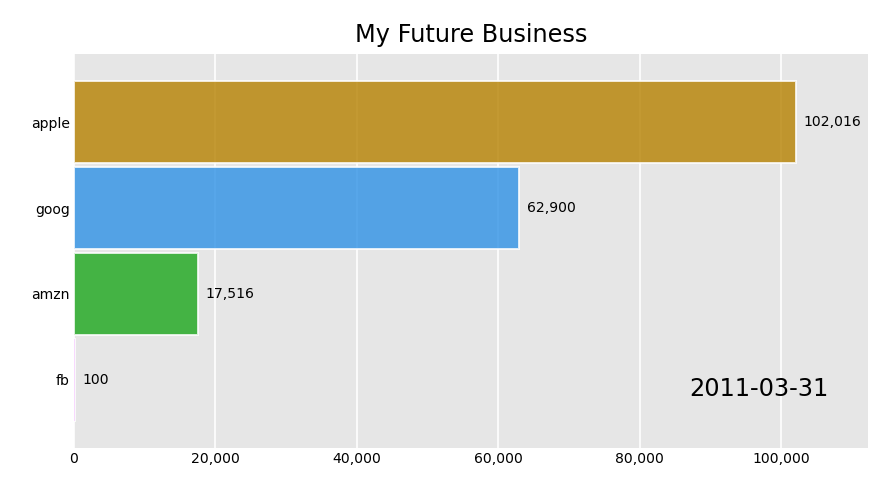 My Future Business
apple 102,016
goog 62,900
amzn 17,516
fb 100
2011-03-31
0 20,000 40,000 60,000 80,000 100,000